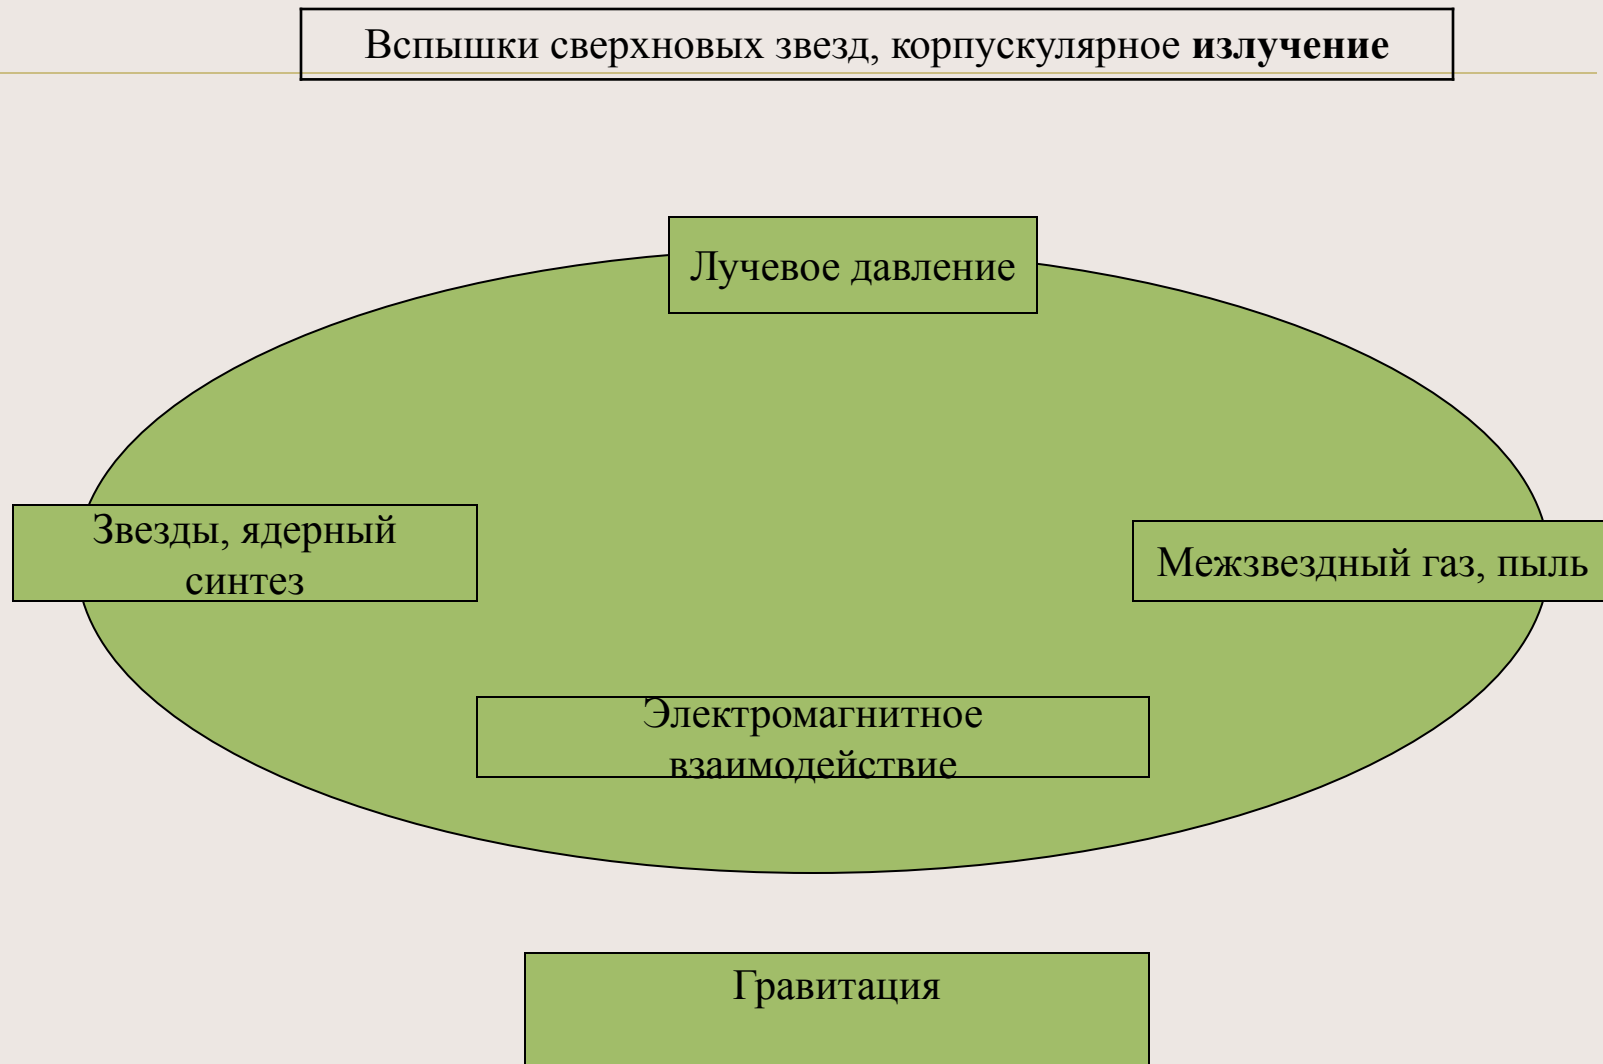 Вспышки сверхновых звезд, корпускулярное излучение
Лучевое давление
Звезды, ядерный
синтез
Межзвездный газ, пыль
Электромагнитное
взаимодействие
Гравитация